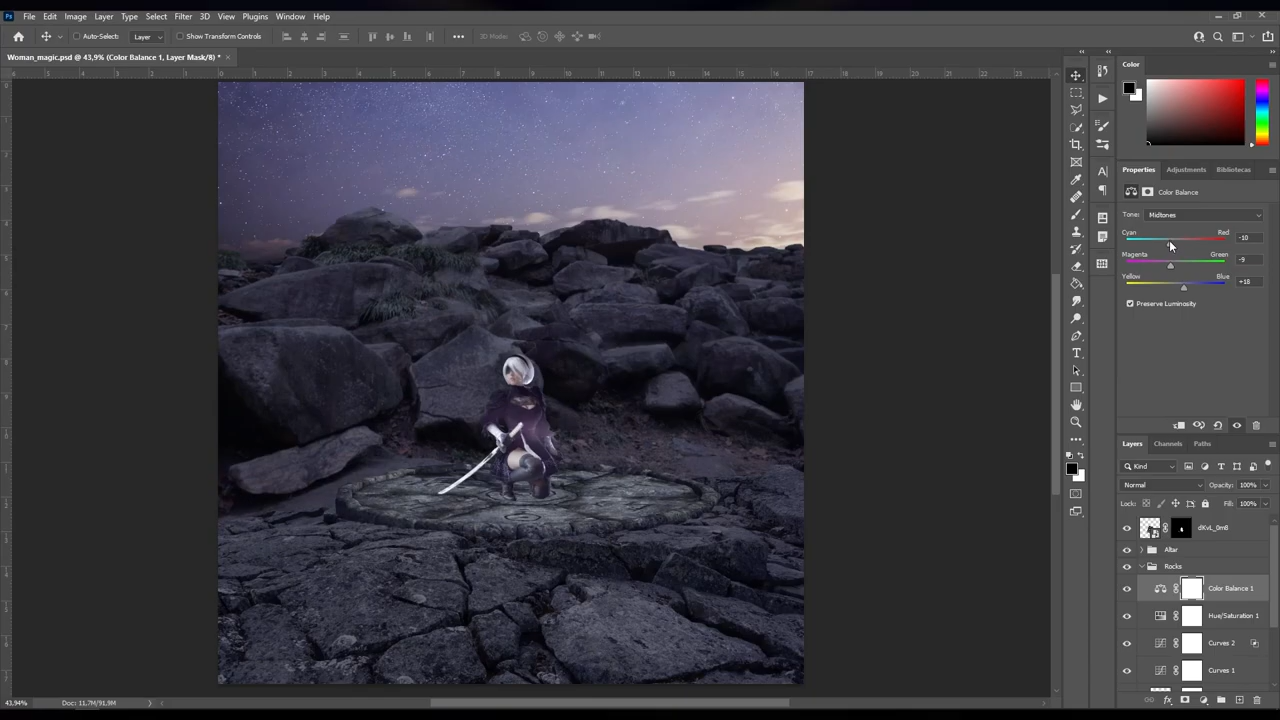 Ps File Edit Image Layer Type Select Filter 3D View Plugins Window Help
Auto-Select: Layer Show Transform Controls 3D Mode:
Woman_magic.psd @ 43,9% (Color Balance 1, Layer Mask/8) *
Color
Properties Adjustments Bibliotecas
Color Balance
Tone: Midtones
Cyan Red -10
Magenta Green -9
Yellow Blue +18
Preserve Luminosity
Layers Channels Paths
Kind
Normal Opacity: 100%
Lock: Fill: 100%
Altar
Rocks
Color Balance 1
Hue/Saturation 1
Curves 2
Curves 1
43,94% Doc: 11,7M/91,9M